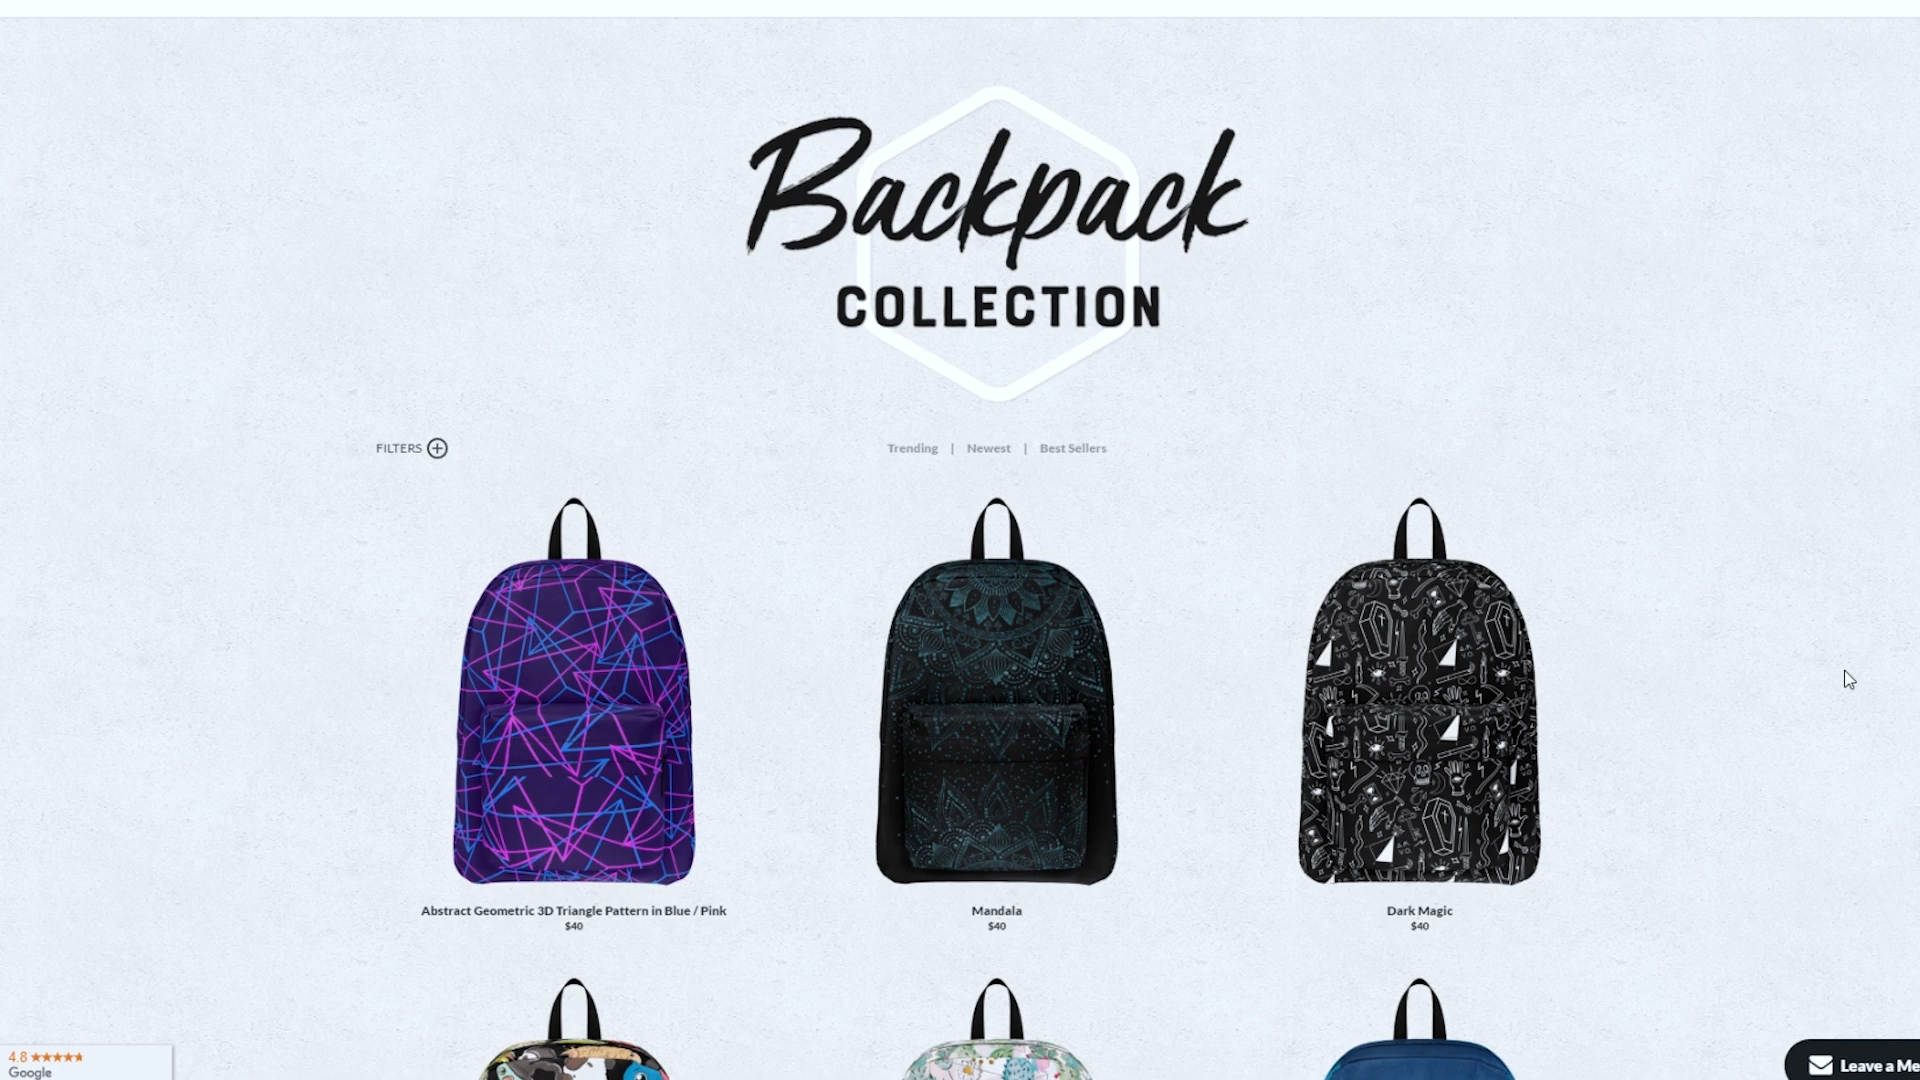 Backpack
COLLECTION
FILTERS
Trending | Newest | Best Sellers
Abstract Geometric 3D Triangle Pattern in Blue / Pink
$40
Mandala
$40
Dark Magic
$40
4.8
Google
Leave a Me